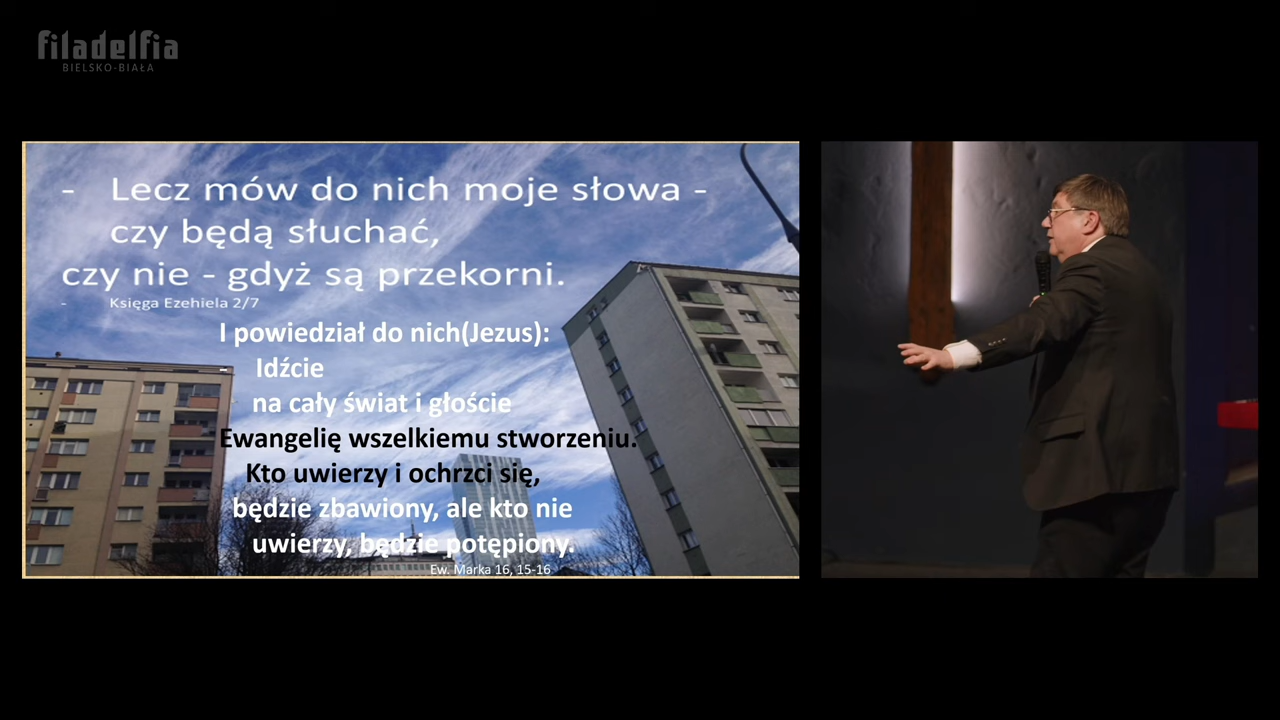 filadelfia
BIELSKO-BIAŁA
- Lecz mów do nich moje słowa -
czy będą słuchać,
czy nie - gdyż są przekorni.
- Księga Ezehiela 2/7
I powiedział do nich(Jezus):
- Idźcie
na cały świat i głoście
Ewangelię wszelkiemu stworzeniu.
Kto uwierzy i ochrzci się,
będzie zbawiony, ale kto nie
uwierzy, będzie potępiony.
Ew. Marka 16, 15-16